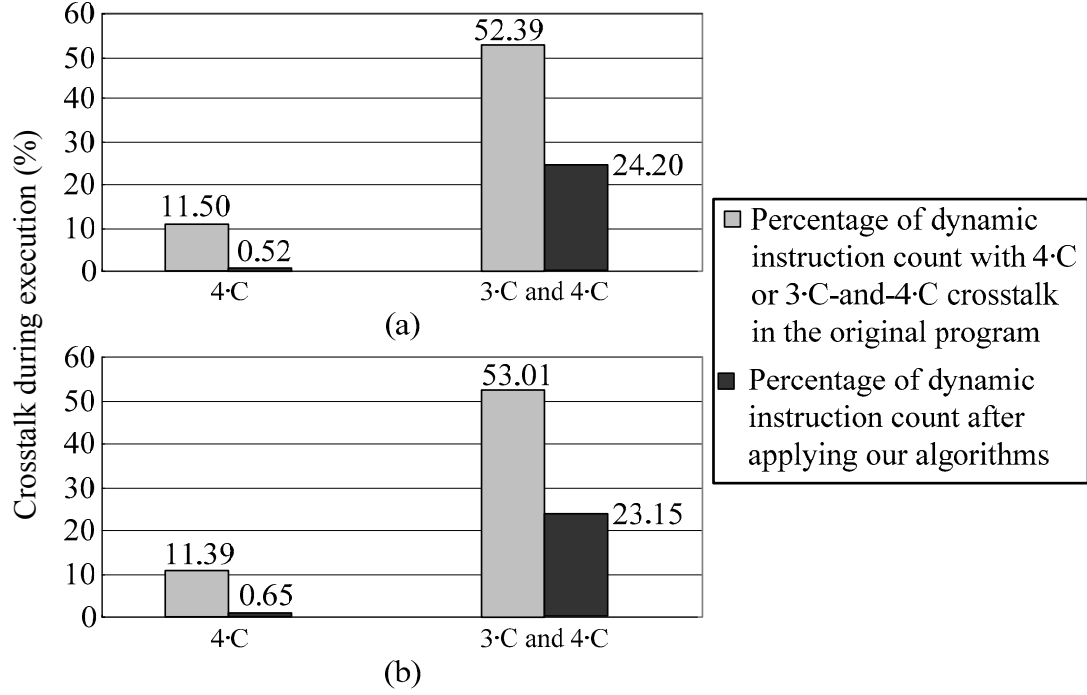 Crosstalk during execution (%)
60
50
40
30
20
10
0
52.39
24.20
11.50
0.52
4·C
3·C and 4·C
(a)
60
50
40
30
20
10
0
53.01
23.15
11.39
0.65
4·C
3·C and 4·C
(b)
Percentage of dynamic
instruction count with 4·C
or 3·C-and-4·C crosstalk
in the original program
Percentage of dynamic
instruction count after
applying our algorithms